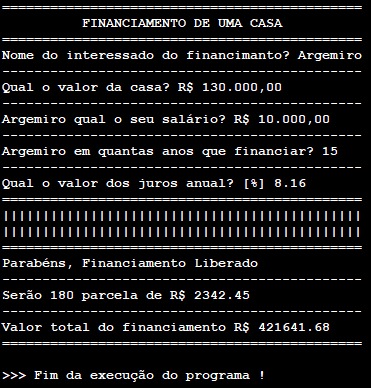 =============================================
FINANCIAMENTO DE UMA CASA
=============================================
Nome do interessado do financimanto? Argemiro
---------------------------------------------
Qual o valor da casa? R$ 130.000,00
---------------------------------------------
Argemiro qual o seu salário? R$ 10.000,00
---------------------------------------------
Argemiro em quantas anos que financiar? 15
---------------------------------------------
Qual o valor dos juros anual? [%] 8.16
=============================================
|||||||||||||||||||||||||||||||||||||||||||||
|||||||||||||||||||||||||||||||||||||||||||||
=============================================
Parabéns, Financiamento Liberado
---------------------------------------------
Serão 180 parcela de R$ 2342.45
---------------------------------------------
Valor total do financiamento R$ 421641.68
=============================================
>>> Fim da execução do programa !